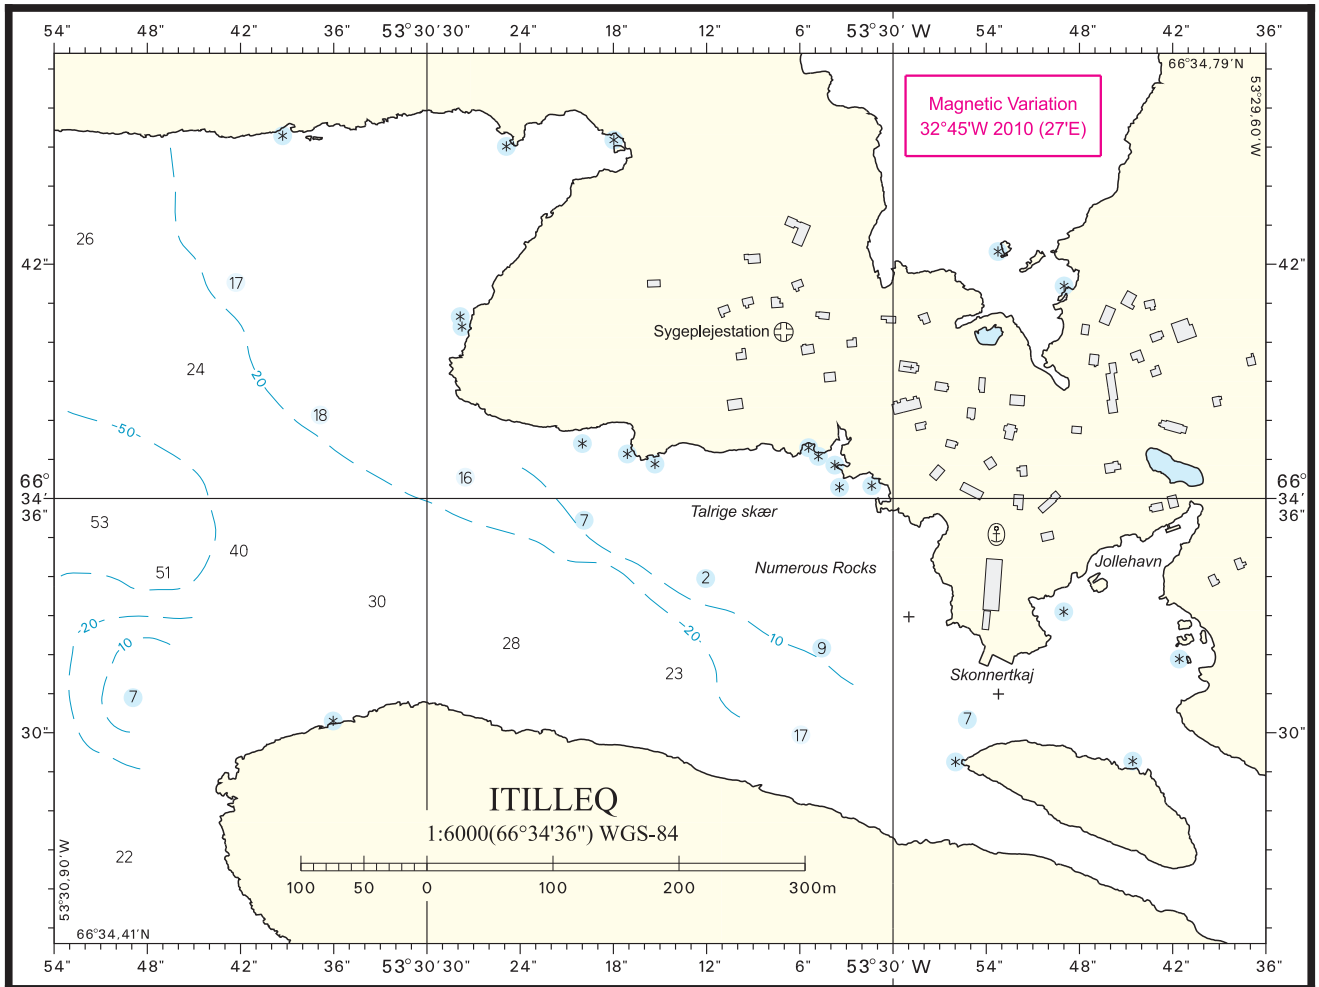 54" 48" 42" 36" 53° 30' 30" 24" 18" 12" 6" 53° 30' W 54" 48" 42" 36"
66°34,79'N
53°29,60'W
Magnetic Variation
32°45'W 2010 (27'E)
26
42" 42"
17
Sygeplejestation
24
20
18
50
16
66° 66°
34' 34'
36" 36"
Talrige skær
53
7
40
Jollehavn
51
Numerous Rocks
2
30
20
20
10
10
28
9
23
Skonnertkaj
7
7
30" 30"
17
ITILLEQ
1:6000(66°34'36") WGS-84
22
100 50 0 100 200 300m
53°30,90'W
66°34,41'N
54" 48" 42" 36" 53° 30' 30" 24" 18" 12" 6" 53° 30' W 54" 48" 42" 36"